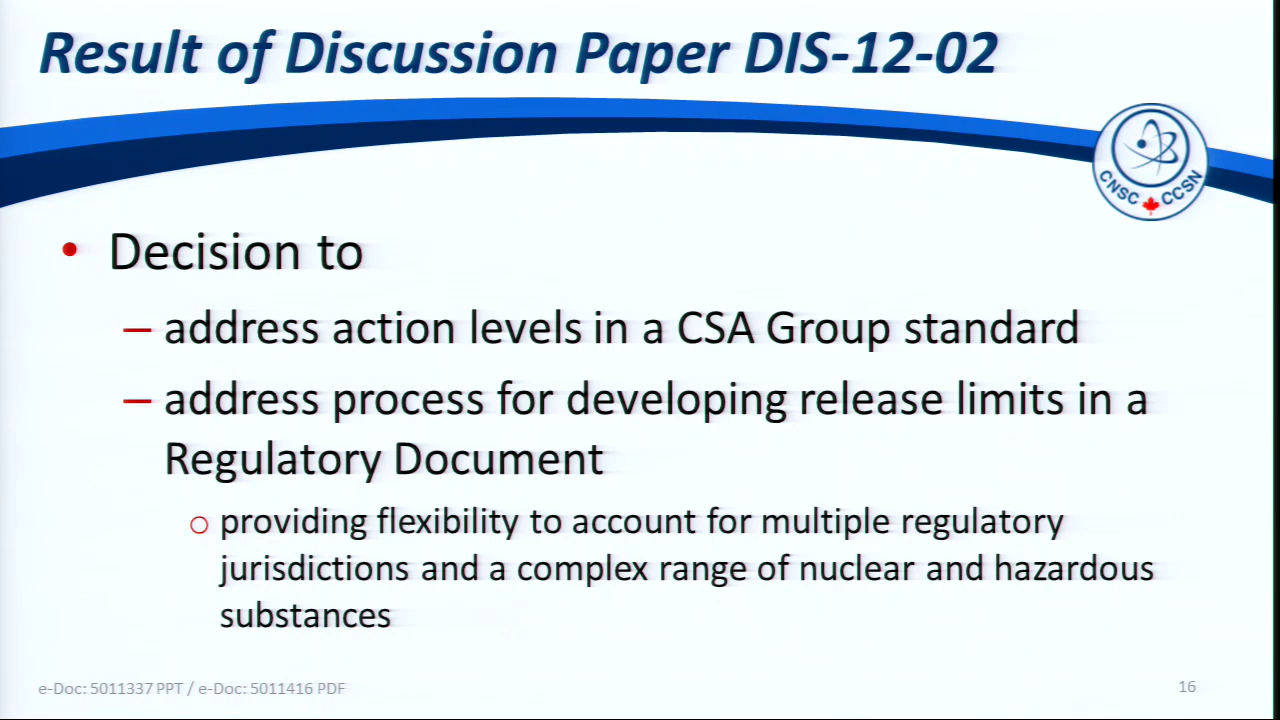 Result of Discussion Paper DIS-12-02
CNSC CCSN
• Decision to
– address action levels in a CSA Group standard
– address process for developing release limits in a
Regulatory Document
○ providing flexibility to account for multiple regulatory
jurisdictions and a complex range of nuclear and hazardous
substances
e-Doc: 5011337 PPT / e-Doc: 5011416 PDF
16